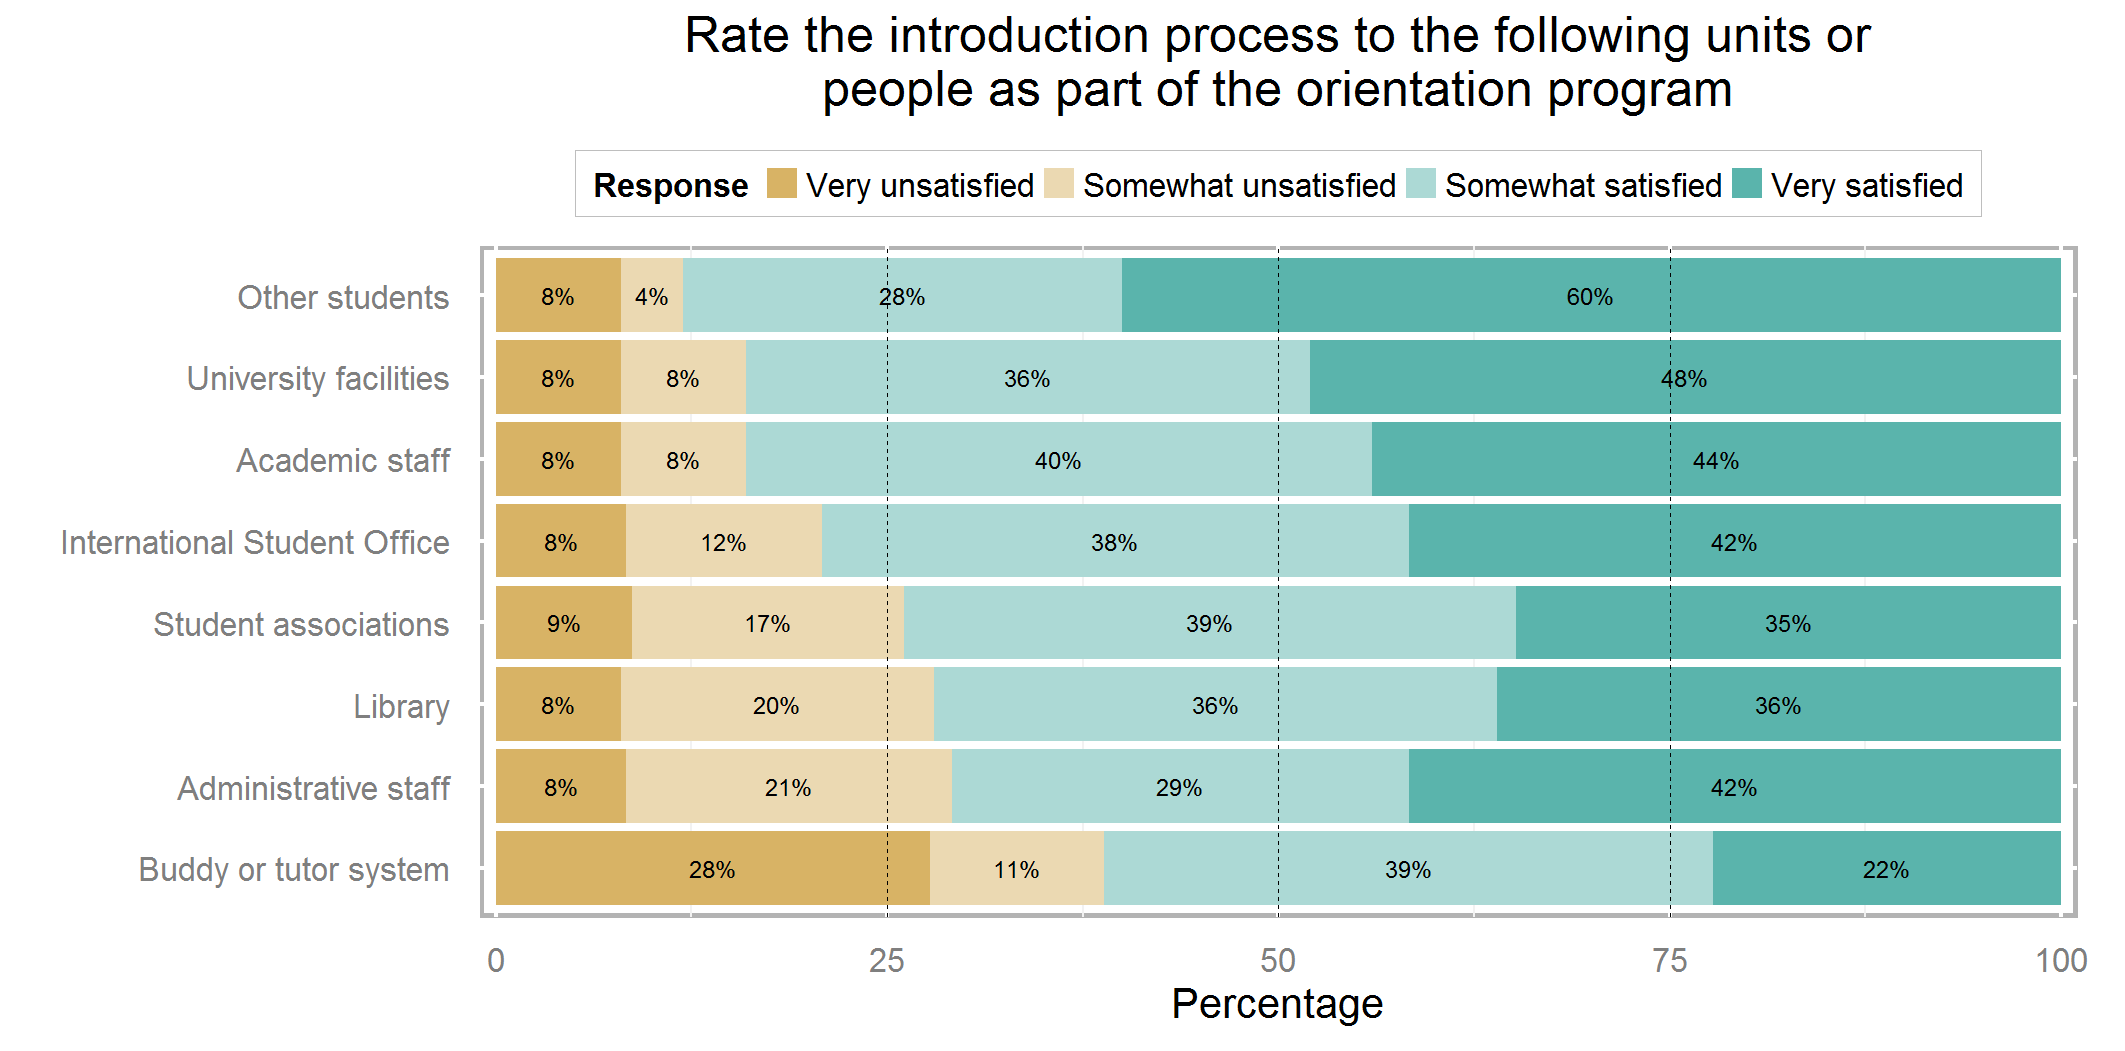 Rate the introduction process to the following units or
people as part of the orientation program
Response Very unsatisfied Somewhat unsatisfied Somewhat satisfied Very satisfied
Other students 8% 4% 28% 60%
University facilities 8% 8% 36% 48%
Academic staff 8% 8% 40% 44%
International Student Office 8% 12% 38% 42%
Student associations 9% 17% 39% 35%
Library 8% 20% 36% 36%
Administrative staff 8% 21% 29% 42%
Buddy or tutor system 28% 11% 39% 22%
0 25 50 75 100
Percentage